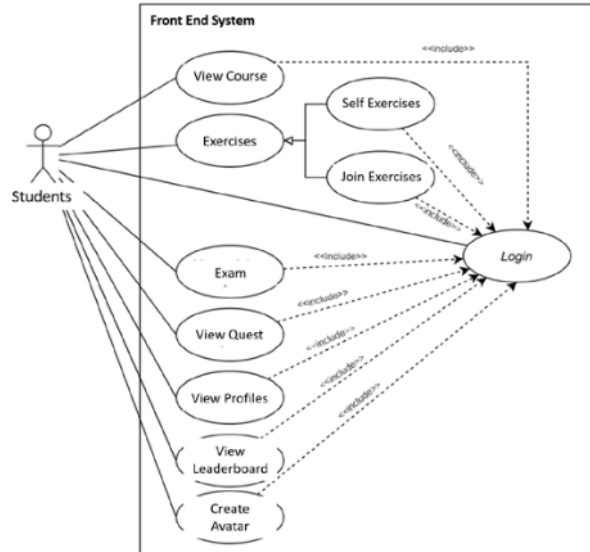 Front End System
View Course
<<include>>
Self Exercises
Exercises
<<include>>
Students
Join Exercises
<<include>>
Login
Exam
<<include>>
View Quest
<<include>>
View Profiles
<<include>>
<<include>>
View
Leaderboard
<<include>>
Create
Avatar